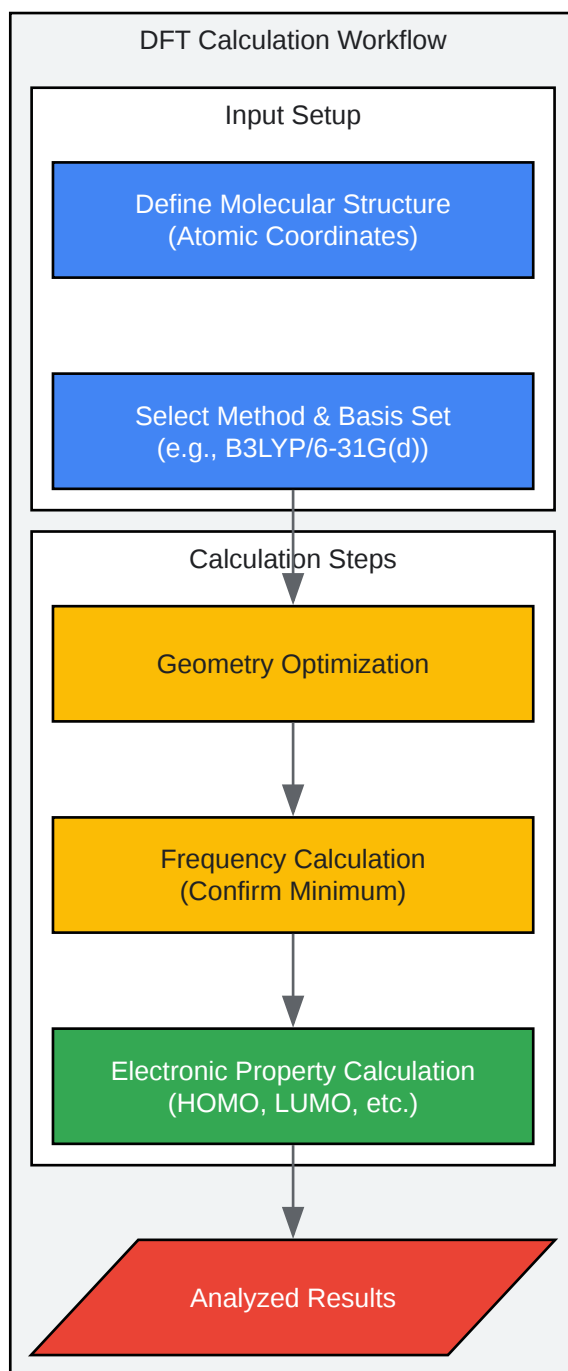 DFT Calculation Workflow
Input Setup
Define Molecular Structure
(Atomic Coordinates)
Select Method & Basis Set
(e.g., B3LYP/6-31G(d))
Calculation Steps
Geometry Optimization
Frequency Calculation
(Confirm Minimum)
Electronic Property Calculation
(HOMO, LUMO, etc.)
Analyzed Results